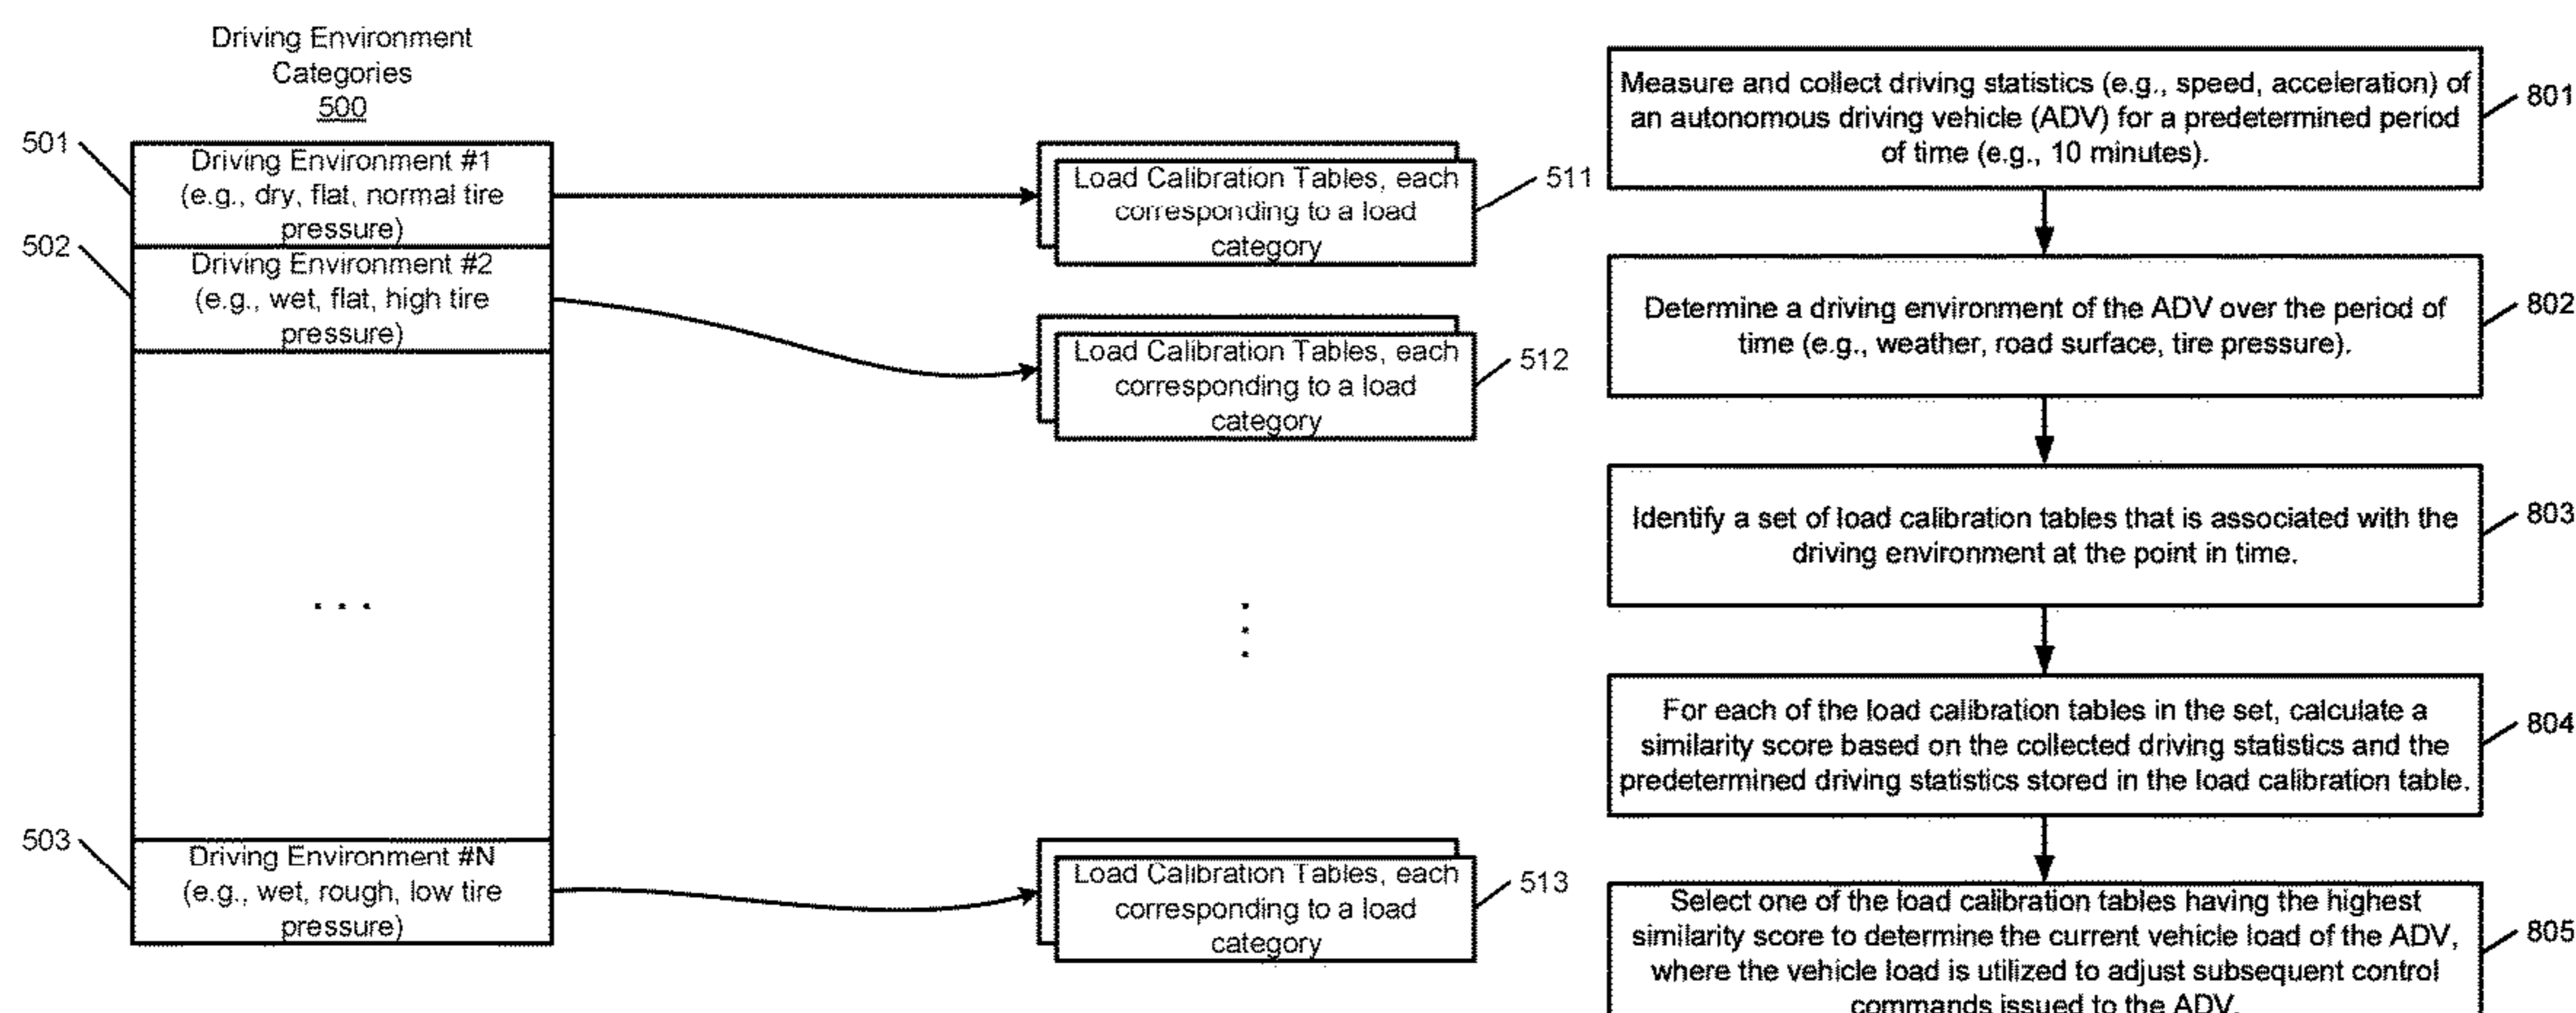 Driving Environment
Categories
500
501
Driving Environment #1
(e.g., dry, flat, normal tire
pressure)
502
Driving Environment #2
(e.g., wet, flat, high tire
pressure)
. . .
503
Driving Environment #N
(e.g., wet, rough, low tire
pressure)
Load Calibration Tables, each
corresponding to a load
category
511
Load Calibration Tables, each
corresponding to a load
category
512
Load Calibration Tables, each
corresponding to a load
category
513
Measure and collect driving statistics (e.g., speed, acceleration) of
an autonomous driving vehicle (ADV) for a predetermined period
of time (e.g., 10 minutes).
801
Determine a driving environment of the ADV over the period of
time (e.g., weather, road surface, tire pressure).
802
Identify a set of load calibration tables that is associated with the
driving environment at the point in time.
803
For each of the load calibration tables in the set, calculate a
similarity score based on the collected driving statistics and the
predetermined driving statistics stored in the load calibration table.
804
Select one of the load calibration tables having the highest
similarity score to determine the current vehicle load of the ADV,
where the vehicle load is utilized to adjust subsequent control
commands issued to the ADV.
805